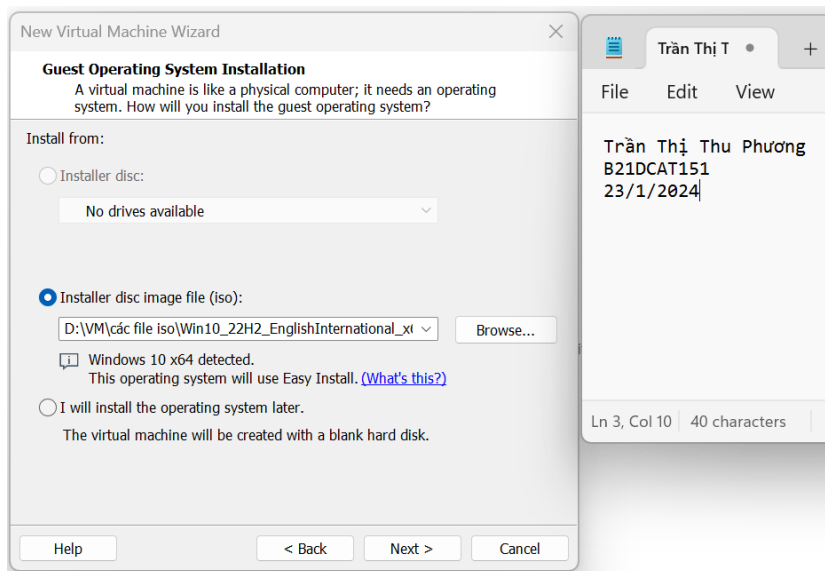 New Virtual Machine Wizard
Guest Operating System Installation
A virtual machine is like a physical computer; it needs an operating
system. How will you install the guest operating system?
Install from:
Installer disc:
No drives available
Installer disc image file (iso):
D:\VM\các file iso\Win10_22H2_EnglishInternational_x6
Browse...
Windows 10 x64 detected.
This operating system will use Easy Install. (What's this?)
I will install the operating system later.
The virtual machine will be created with a blank hard disk.
Help
< Back
Next >
Cancel
Trần Thị T
File Edit View
Trần Thị Thu Phương
B21DCAT151
23/1/2024
Ln 3, Col 10
40 characters